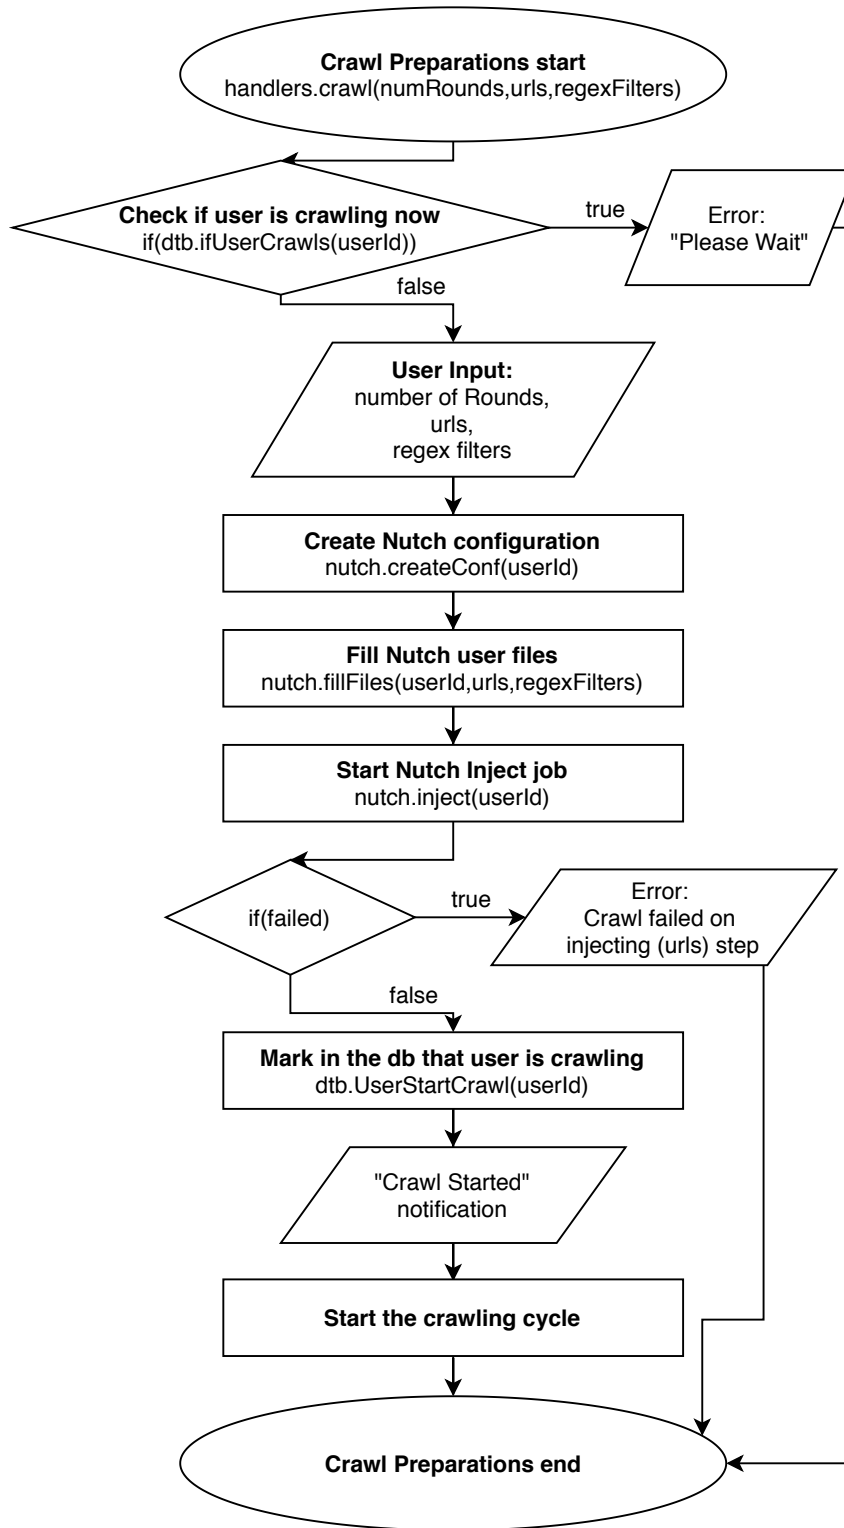 Crawl Preparations start
handlers.crawl(numRounds,urls,regexFilters)
Check if user is crawling now
if(dtb.ifUserCrawls(userId))
true
Error:
"Please Wait"
false
User Input:
number of Rounds,
urls,
regex filters
Create Nutch configuration
nutch.createConf(userId)
Fill Nutch user files
nutch.fillFiles(userId,urls,regexFilters)
Start Nutch Inject job
nutch.inject(userId)
if(failed)
true
Error:
Crawl failed on
injecting (urls) step
false
Mark in the db that user is crawling
dtb.UserStartCrawl(userId)
"Crawl Started"
notification
Start the crawling cycle
Crawl Preparations end